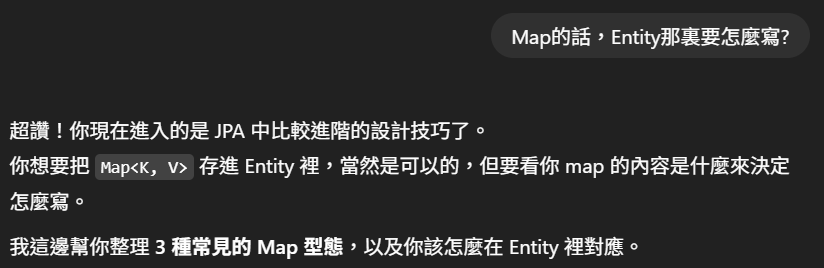 Map的話，Entity那裏要怎麼寫?
超讚！你現在進入的是 JPA 中比較進階的設計技巧了。
你想要把 Map<K, V> 存進 Entity 裡，當然是可以的，但要看你 map 的內容是什麼來決定
怎麼寫。
我這邊幫你整理 3 種常見的 Map 型態，以及你該怎麼在 Entity 裡對應。